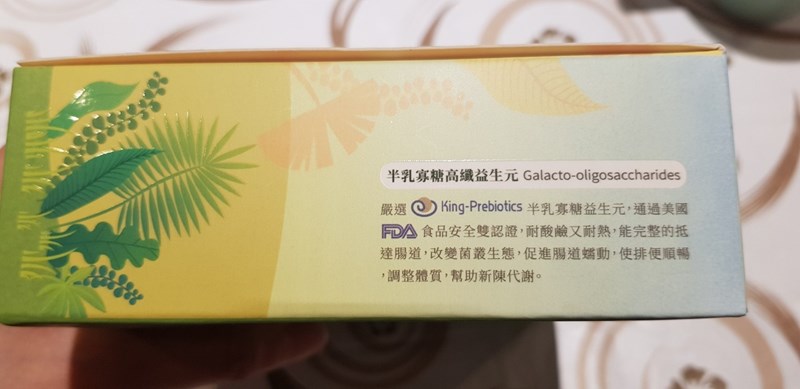 半乳寡糖高纖益生元 Galacto-oligosaccharides
嚴選 King-Prebiotics 半乳寡糖益生元,通過美國
FDA 食品安全雙認證,耐酸鹼又耐熱,能完整的抵
達腸道,改變菌叢生態,促進腸道蠕動,使排便順暢
,調整體質,幫助新陳代謝。